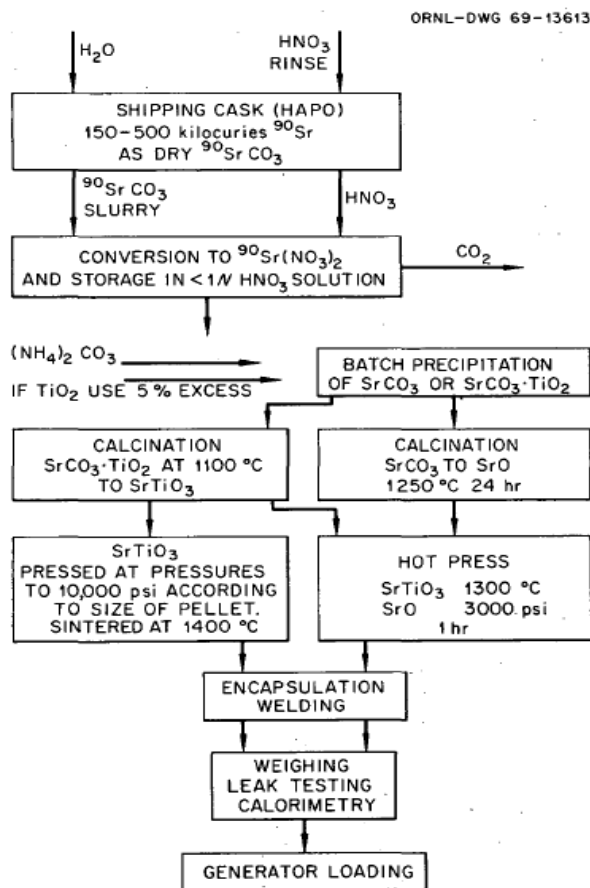 ORNL-DWG 69-13613
H₂O
HNO₃
RINSE
SHIPPING CASK (HAPO)
150-500 kilocuries ⁹⁰Sr
AS DRY ⁹⁰Sr CO₃
⁹⁰Sr CO₃
SLURRY
HNO₃
CONVERSION TO ⁹⁰Sr(NO₃)₂
AND STORAGE IN <1N HNO₃ SOLUTION
CO₂
(NH₄)₂ CO₃
IF TiO₂ USE 5% EXCESS
BATCH PRECIPITATION
OF SrCO₃ OR SrCO₃·TiO₂
CALCINATION
SrCO₃·TiO₂ AT 1100 °C
TO SrTiO₃
CALCINATION
SrCO₃ TO SrO
1250°C 24 hr
SrTiO₃
PRESSED AT PRESSURES
TO 10,000 psi ACCORDING
TO SIZE OF PELLET.
SINTERED AT 1400 °C
HOT PRESS
SrTiO₃ 1300 °C
SrO 3000 psi
1 hr
ENCAPSULATION
WELDING
WEIGHING
LEAK TESTING
CALORIMETRY
GENERATOR LOADING